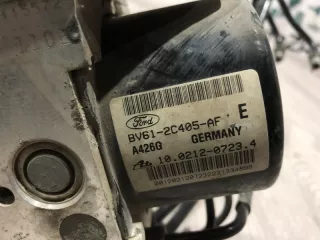 Ford
BV61-2C405-AF E
A426G GERMANY
10.0212-0723.4